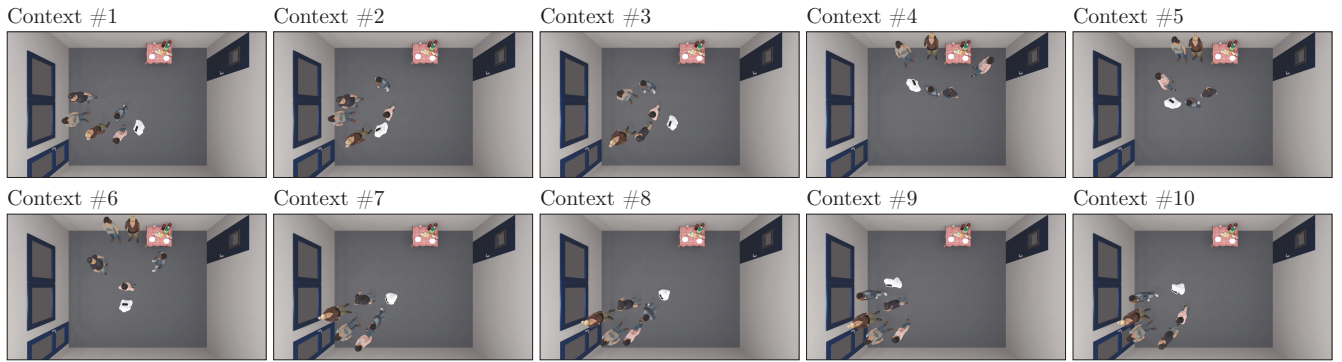 Context #1
Context #2
Context #3
Context #4
Context #5
Context #6
Context #7
Context #8
Context #9
Context #10